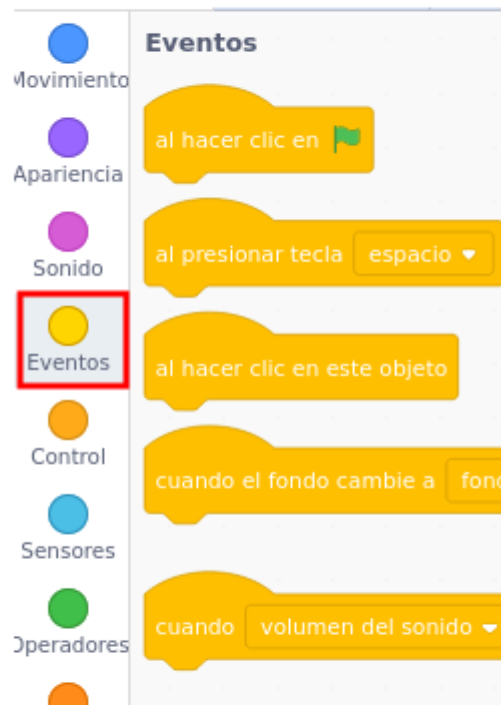 Movimiento
Apariencia
Sonido
Eventos
Control
Sensores
Operadores
Eventos
al hacer clic en
al presionar tecla espacio
al hacer clic en este objeto
cuando el fondo cambie a
cuando volumen del sonido